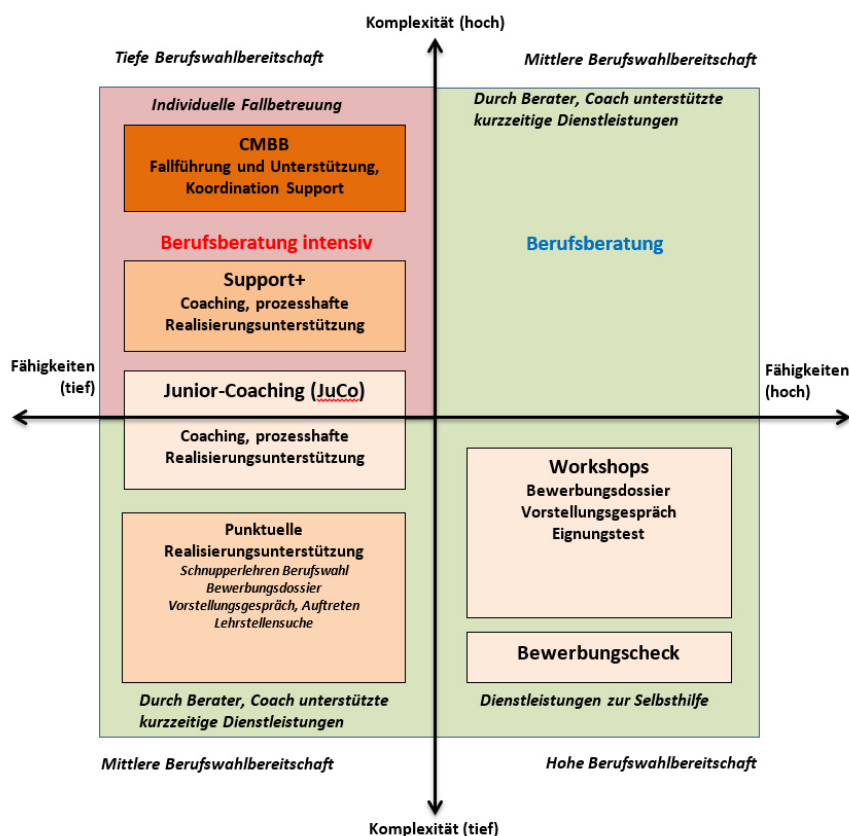 Komplexität (hoch)
Tiefe Berufswahlbereitschaft
Mittlere Berufswahlbereitschaft
Individuelle Fallbetreuung
Durch Berater, Coach unterstützte
kurzzeitige Dienstleistungen
CMBB
Fallführung und Unterstützung,
Koordination Support
Berufsberatung intensiv
Berufsberatung
Support+
Coaching, prozesshafte
Realisierungsunterstützung
Fähigkeiten
(tief)
Fähigkeiten
(hoch)
Junior-Coaching (JuCo)
Coaching, prozesshafte
Realisierungsunterstützung
Workshops
Bewerbungsdossier
Vorstellungsgespräch
Eignungstest
Punktuelle
Realisierungsunterstützung
Schnupperlehren Berufswahl
Bewerbungsdossier
Vorstellungsgespräch, Auftreten
Lehrstellensuche
Bewerbungscheck
Durch Berater, Coach unterstützte
kurzzeitige Dienstleistungen
Dienstleistungen zur Selbsthilfe
Mittlere Berufswahlbereitschaft
Hohe Berufswahlbereitschaft
Komplexität (tief)